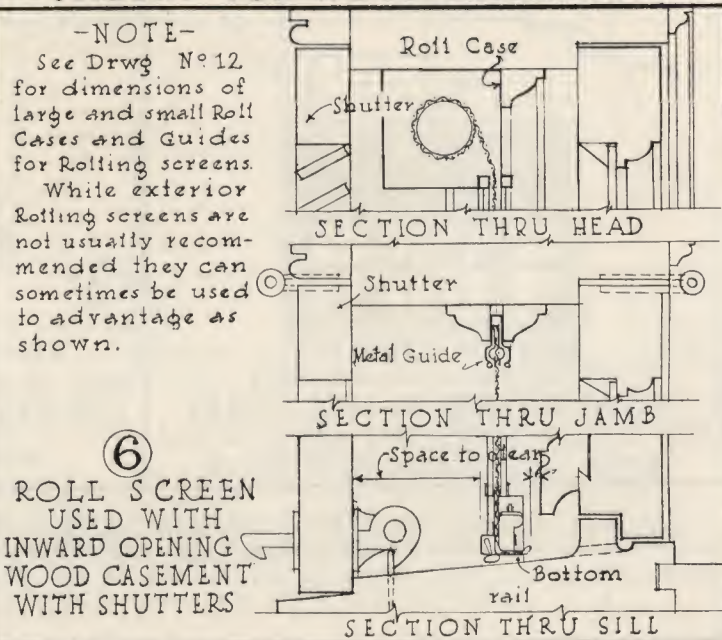 -NOTE-
See Drwg Nº 12
for dimensions of
large and small Roll
Cases and Guides
for Rolling screens.
While exterior
Rolling screens are
not usually recom-
mended they can
sometimes be used
to advantage as
shown.
6
ROLL SCREEN
USED WITH
INWARD OPENING
WOOD CASEMENT
WITH SHUTTERS
Roll Case
Shutter
SECTION THRU HEAD
Shutter
Metal Guide
SECTION THRU JAMB
Space to clear
Bottom
rail
SECTION THRU SILL